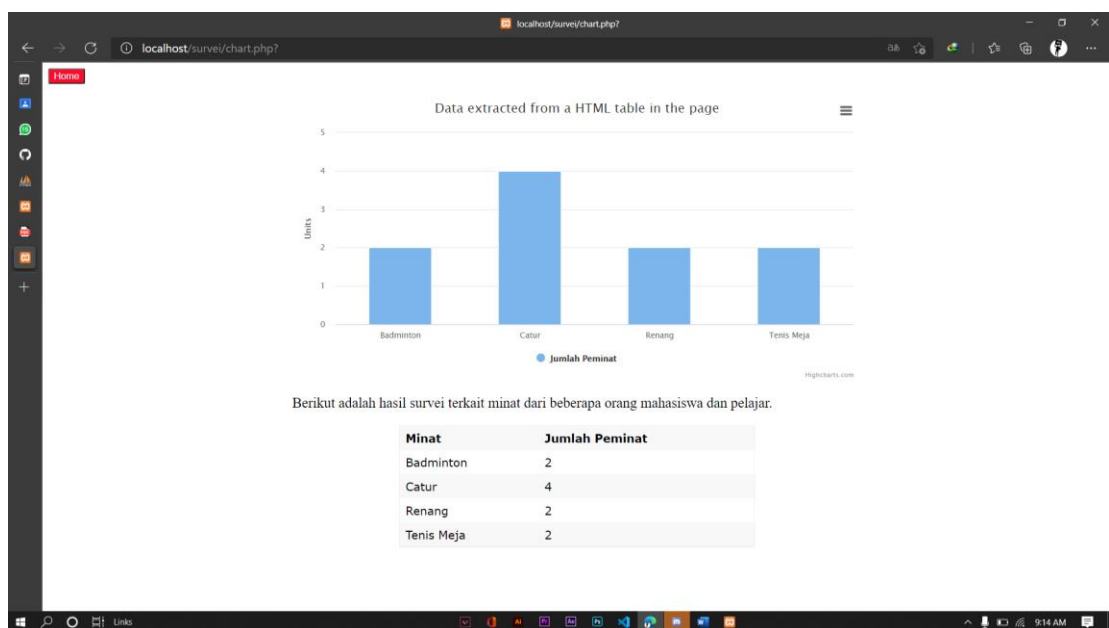 localhost/survei/chart.php?
localhost/survei/chart.php?
Home
Data extracted from a HTML table in the page
Units
5
4
3
2
1
0
Badminton Catur Renang Tenis Meja
Jumlah Peminat
Highcharts.com
Berikut adalah hasil survei terkait minat dari beberapa orang mahasiswa dan pelajar.
Minat Jumlah Peminat
Badminton 2
Catur 4
Renang 2
Tenis Meja 2
Links 9:14 AM